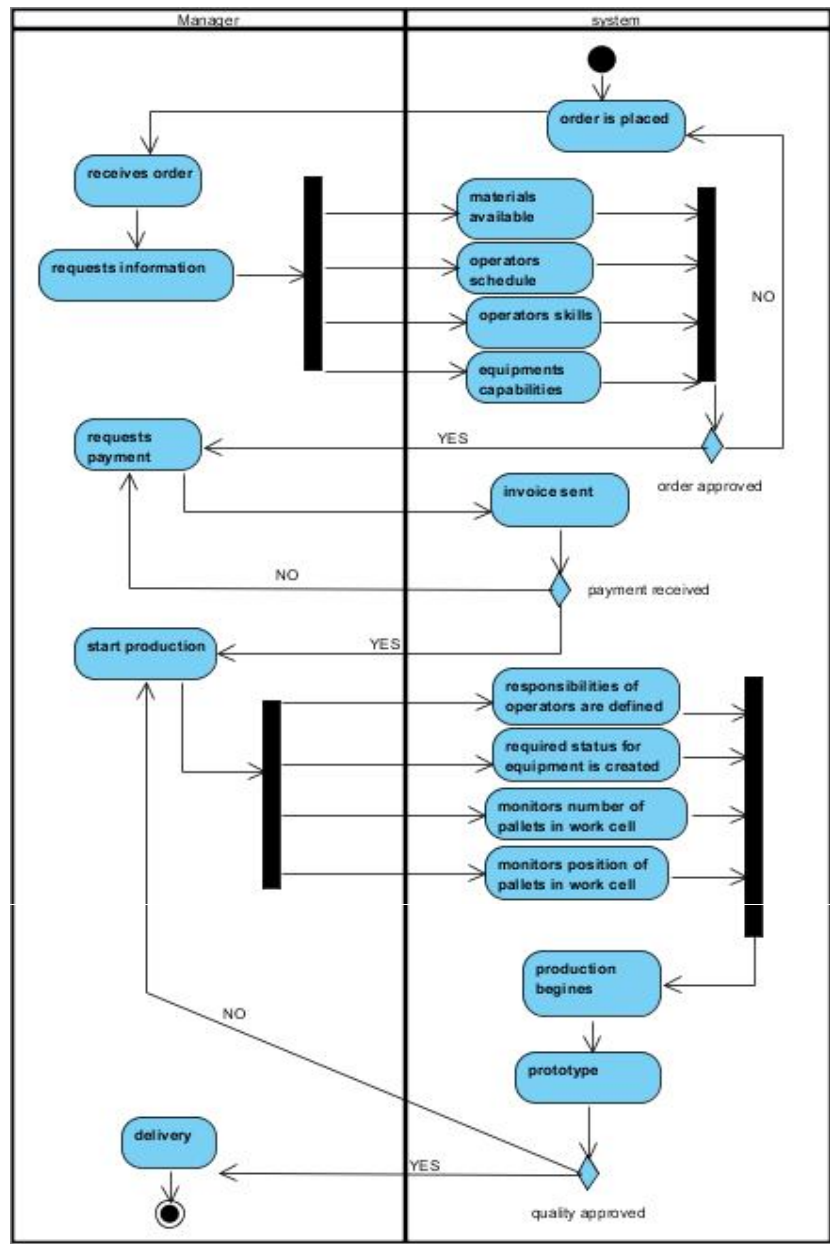 Manager
system
order is placed
receives order
requests information
materials
available
operators
schedule
operators skills
equipments
capabilities
NO
requests
payment
YES
order approved
invoice sent
NO
payment received
start production
YES
responsibilities of
operators are defined
required status for
equipment is created
monitors number of
pallets in work cell
monitors position of
pallets in work cell
production
begines
NO
prototype
delivery
YES
quality approved